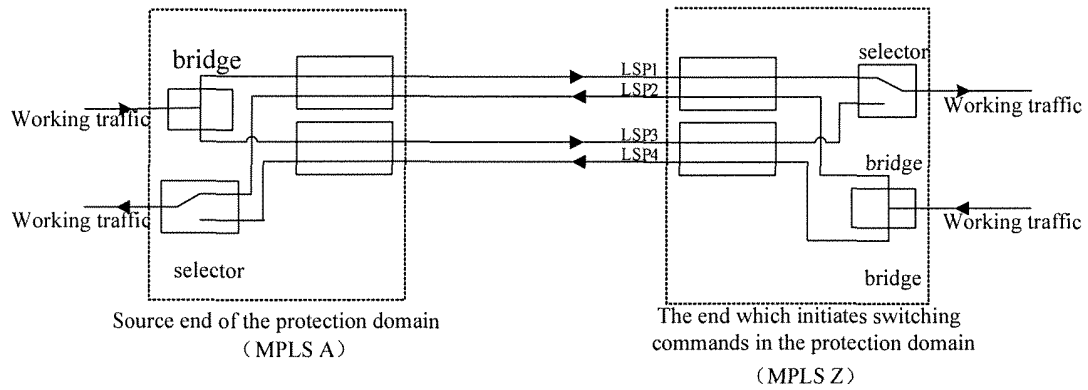 bridge
selector
LSP1
LSP2
Working traffic
Working traffic
LSP3
LSP4
bridge
Working traffic
Working traffic
selector
bridge
Source end of the protection domain
（MPLS A）
The end which initiates switching
commands in the protection domain
（MPLS Z）